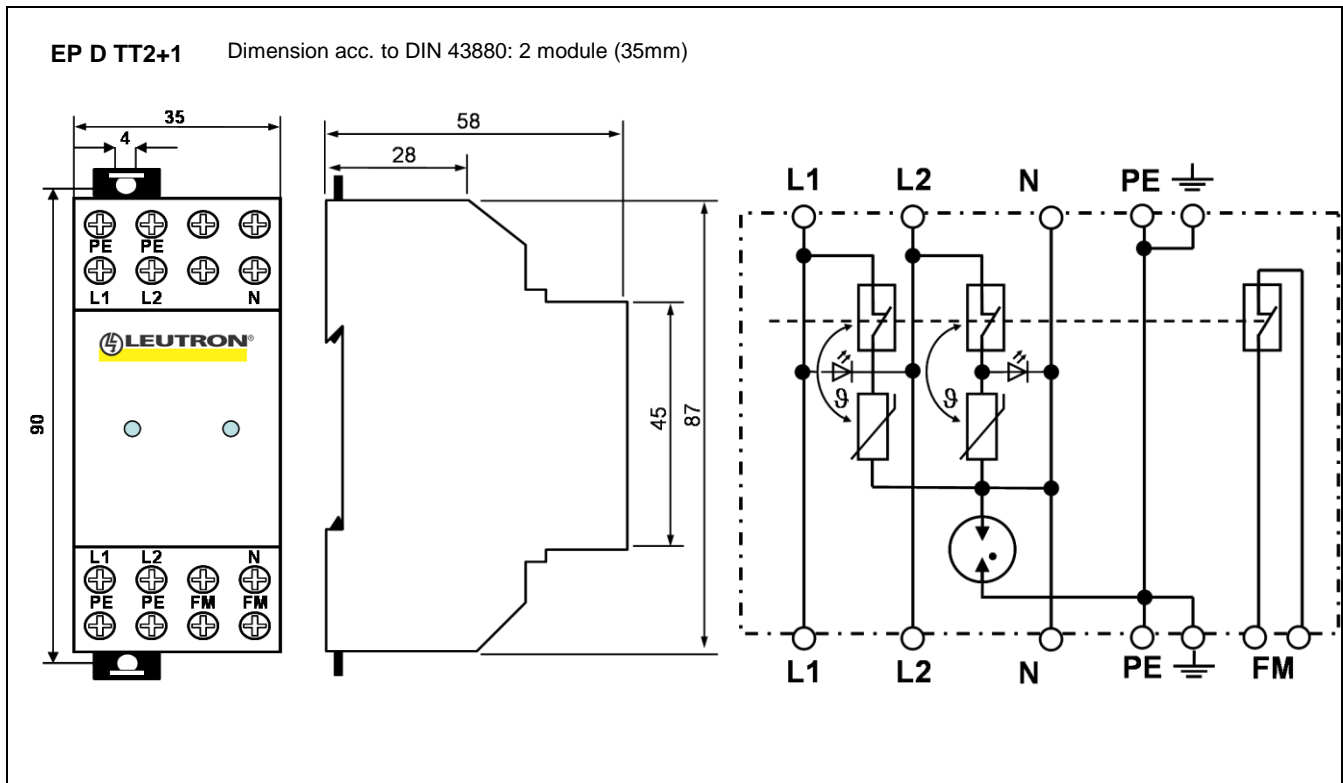 EP D TT2+1 Dimension acc. to DIN 43880: 2 module (35mm)
35
4
90
PE PE
L1 L2 N
LEUTRON®
L1 L2 N
PE PE FM FM
58
28
45
87
L1 L2 N PE
ϑ ϑ
L1 L2 N PE FM